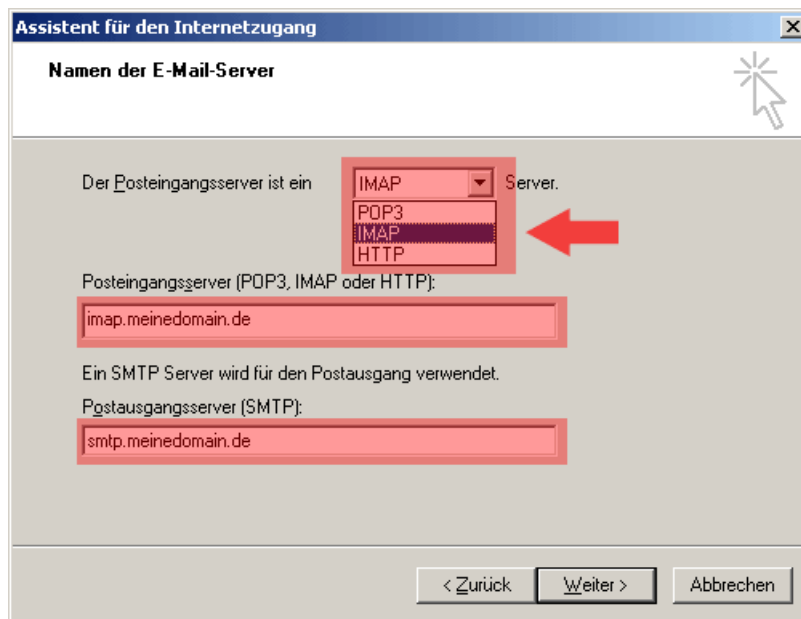 Assistent für den Internetzugang
Namen der E-Mail-Server
Der Posteingangsserver ist ein IMAP Server.
POP3
IMAP
HTTP
Posteingangsserver (POP3, IMAP oder HTTP):
imap.meinedomain.de
Ein SMTP Server wird für den Postausgang verwendet.
Postausgangsserver (SMTP):
smtp.meinedomain.de
< Zurück Weiter > Abbrechen